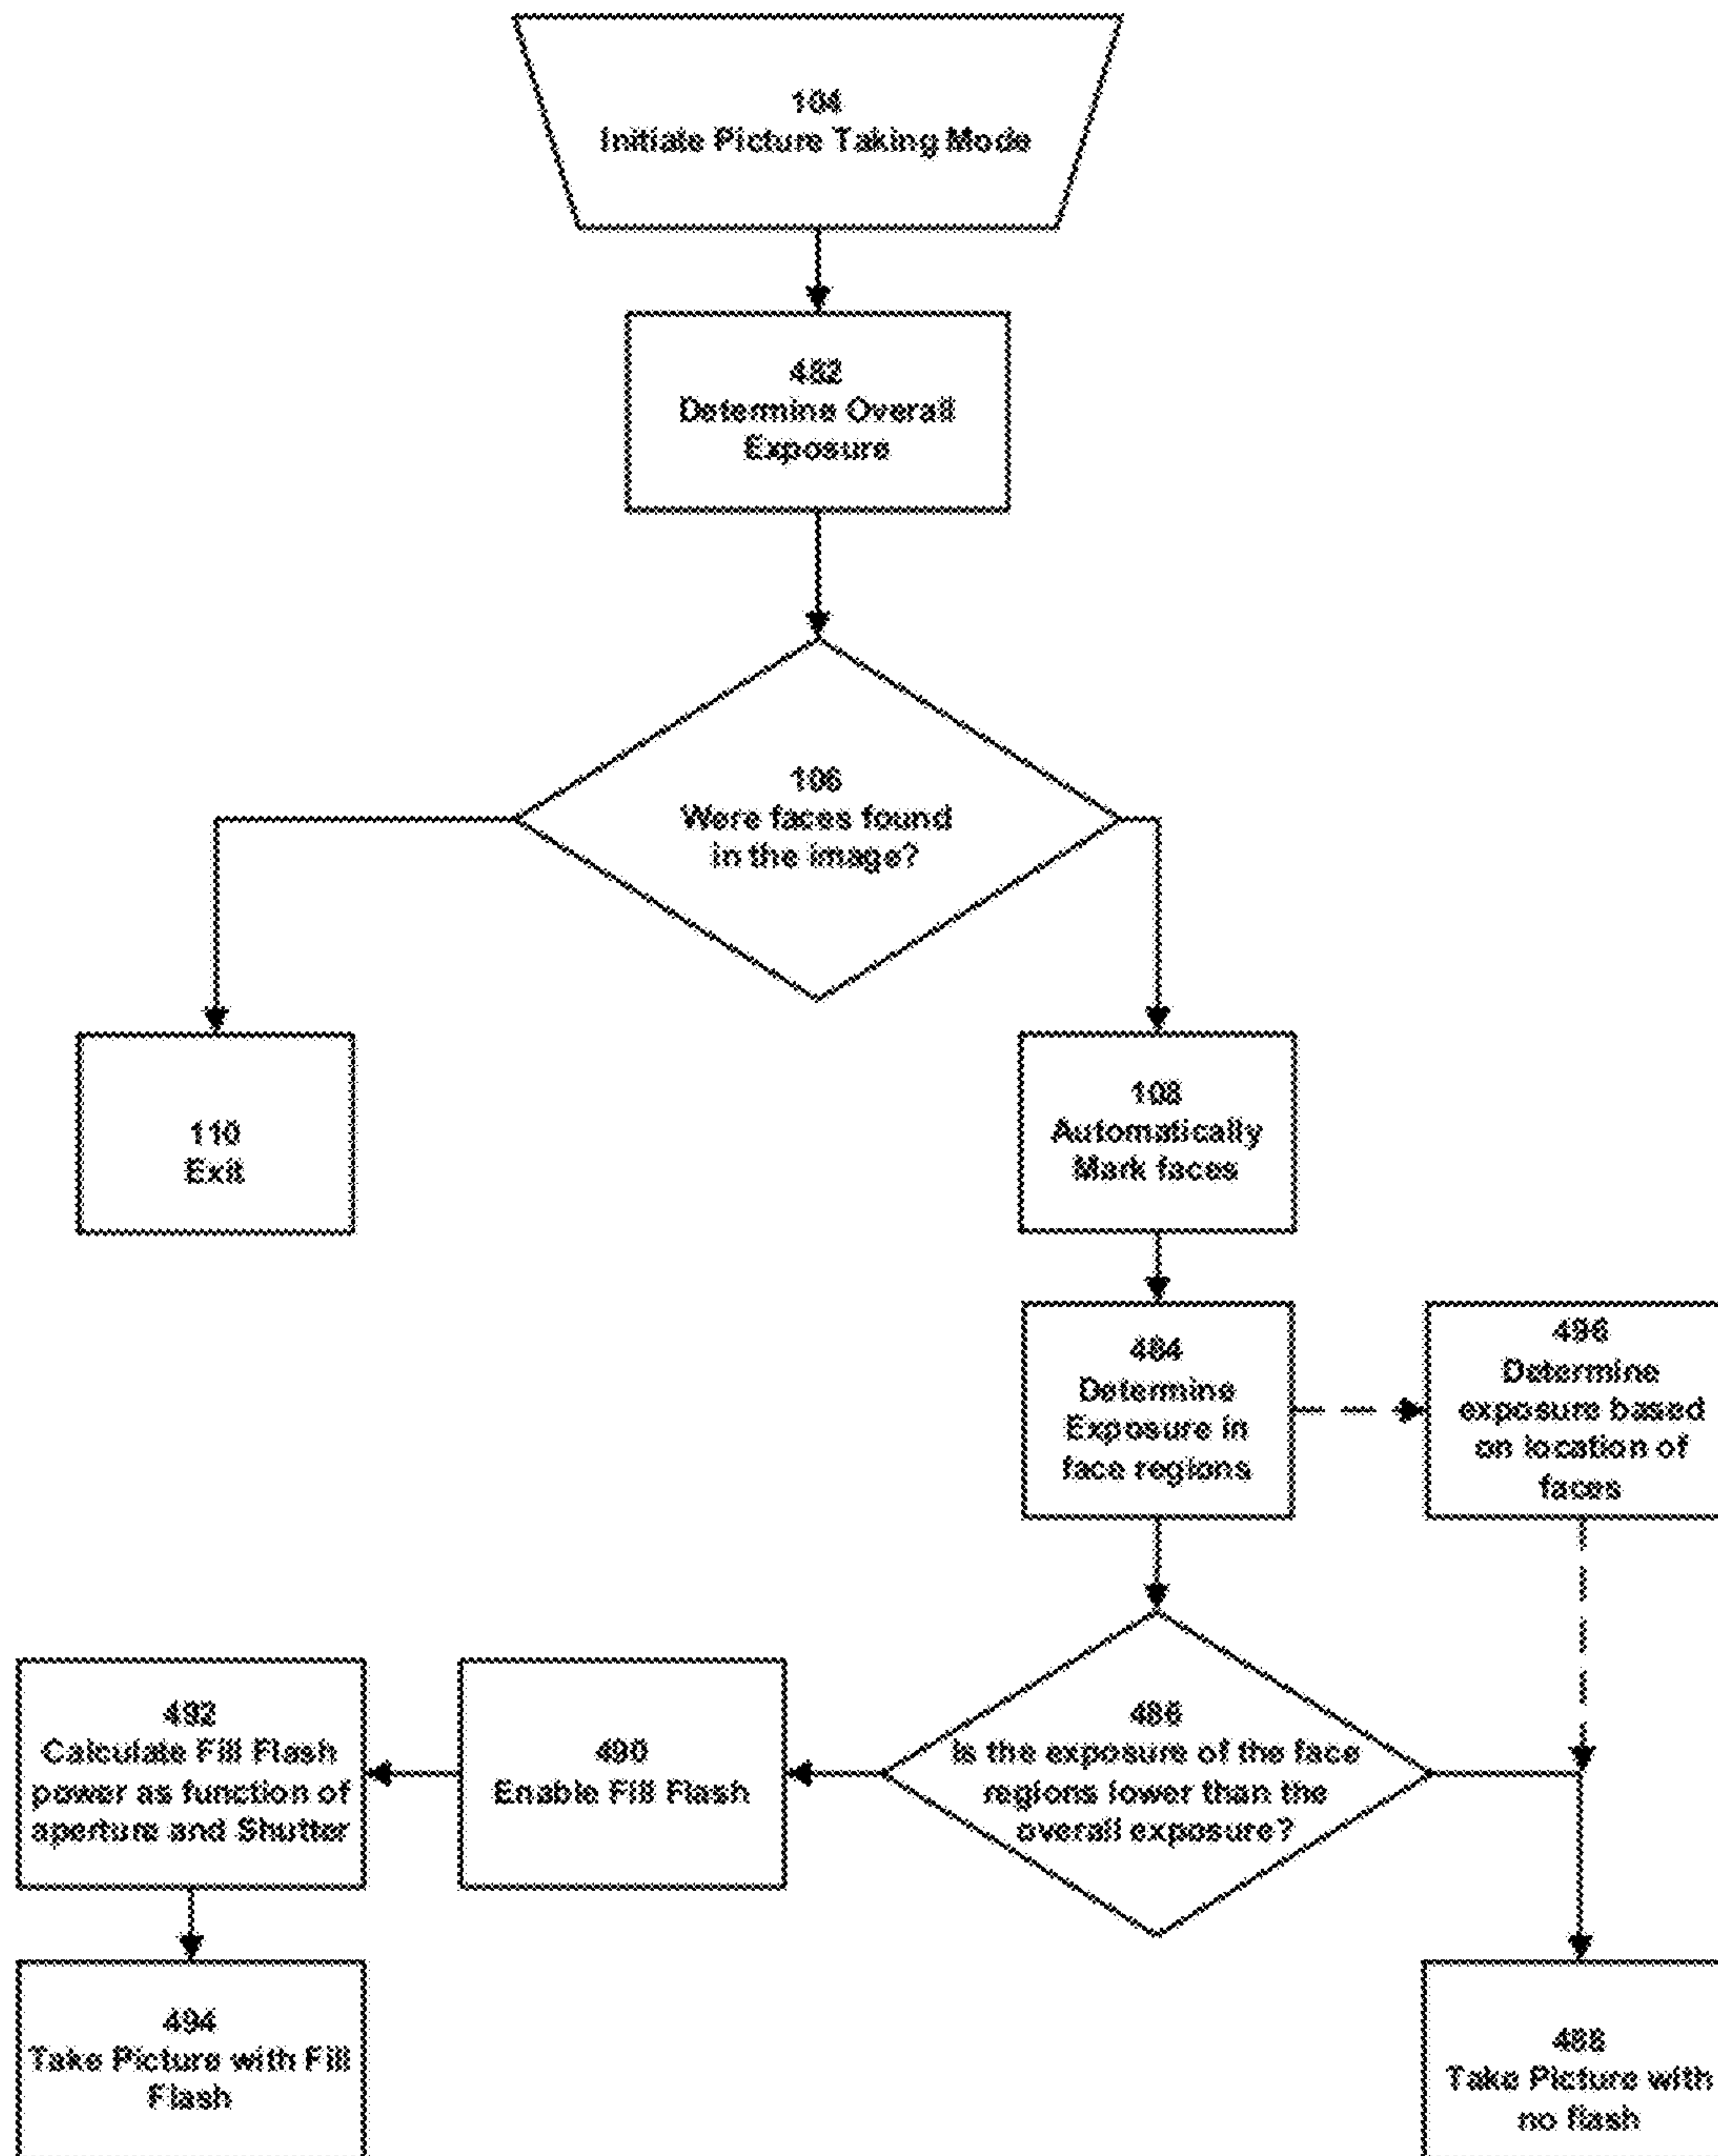 104
Initiate Picture Taking Mode
482
Determine Overall
Exposure
106
Were faces found
in the image?
110
Exit
108
Automatically
Mark faces
484
Determine
Exposure in
face regions
496
Determine
exposure based
on location of
faces
486
Is the exposure of the face
regions lower than the
overall exposure?
490
Enable Fill Flash
492
Calculate Fill Flash
power as function of
aperture and Shutter
494
Take Picture with Fill
Flash
488
Take Picture with
no flash